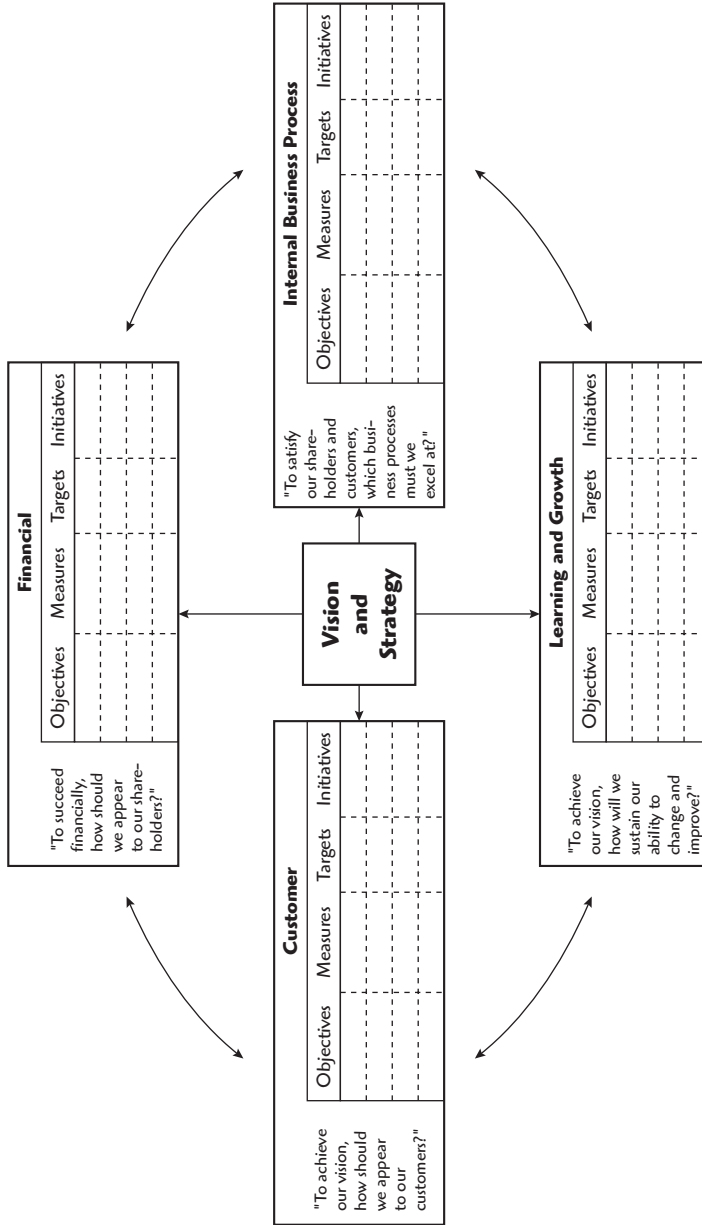 Financial
"To succeed
financially,
how should
we appear
to our share-
holders?"
Objectives Measures Targets Initiatives
Customer
"To achieve
our vision,
how should
we appear
to our
customers?"
Objectives Measures Targets Initiatives
Vision
and
Strategy
Internal Business Process
"To satisfy
our share-
holders and
customers,
which busi-
ness processes
must we
excel at?"
Objectives Measures Targets Initiatives
Learning and Growth
"To achieve
our vision,
how will we
sustain our
ability to
change and
improve?"
Objectives Measures Targets Initiatives